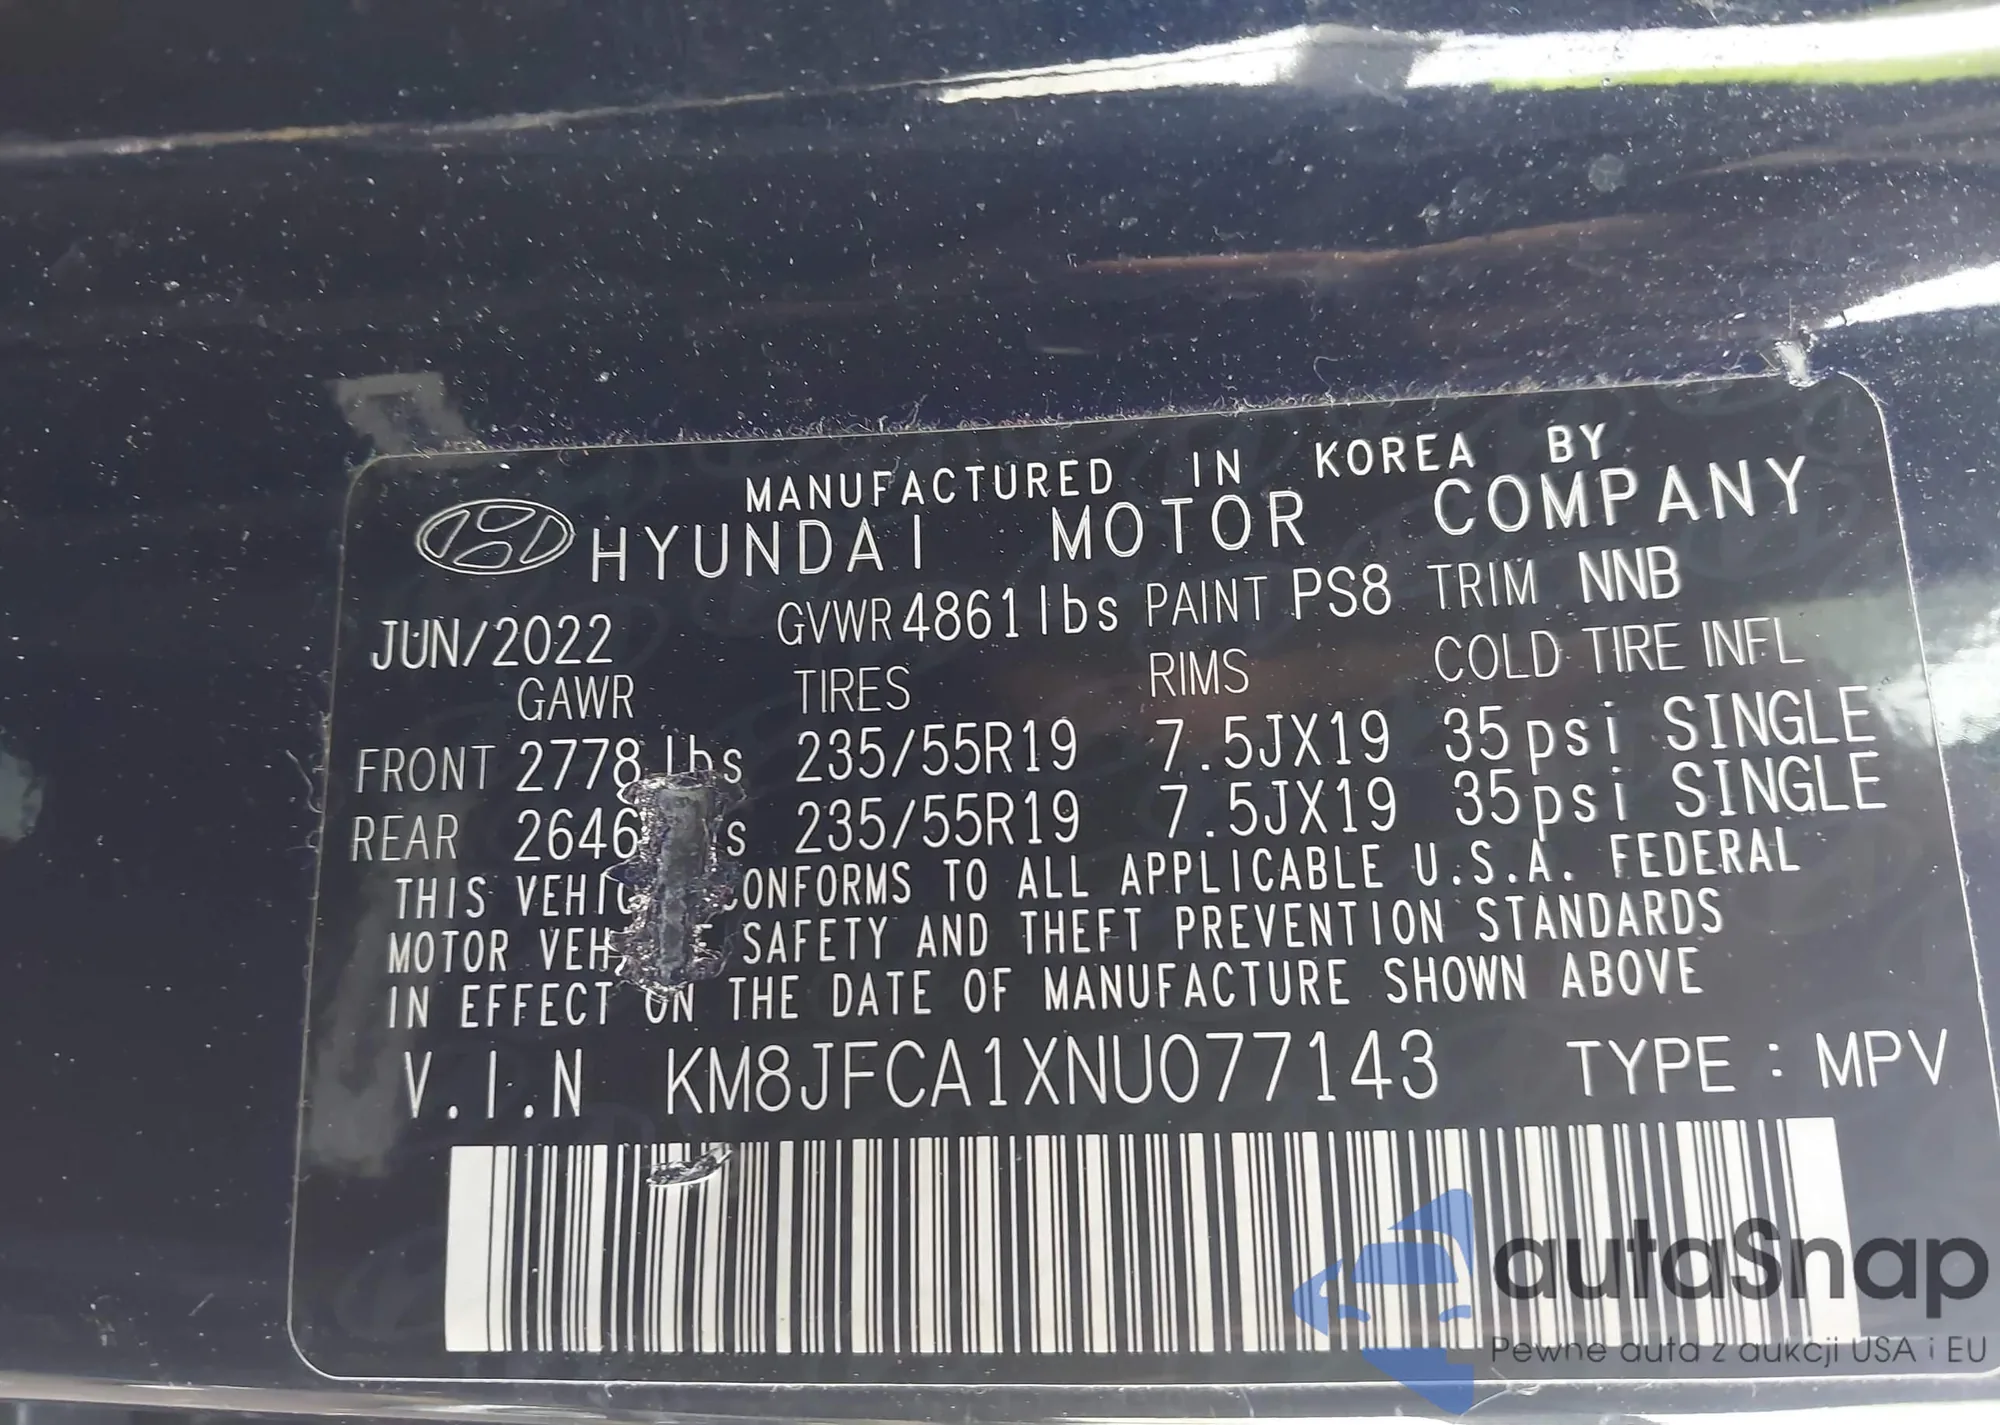 MANUFACTURED IN KOREA BY
HYUNDAI MOTOR COMPANY
JUN/2022 GVWR 4861lbs PAINT PS8 TRIM NNB
GAWR TIRES RIMS COLD TIRE INFL
FRONT 2778 lbs 235/55R19 7.5JX19 35psi SINGLE
REAR 2646 235/55R19 7.5JX19 35psi SINGLE
THIS TO ALL APPLICABLE U.S.A. FEDERAL
MOTOR SAFETY AND THEFT PREVENTION STANDARDS
IN EFFECT ON THE DATE OF MANUFACTURE SHOWN ABOVE
V.I.N KM8JFCA1XNU077143 TYPE : MPV
autaSnap
Pewne auta z aukcji USA i EU